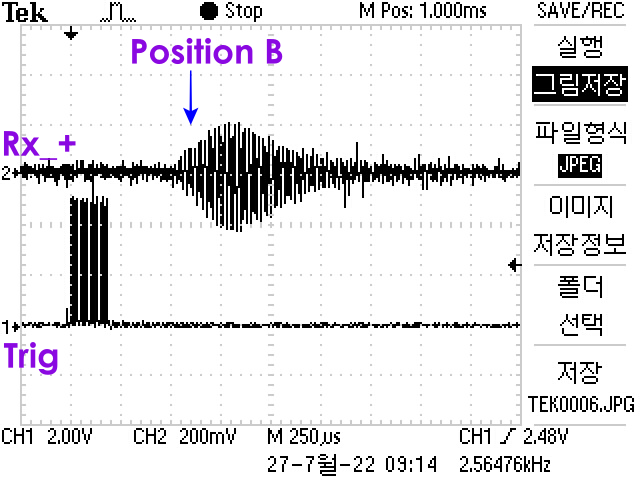 Tek
Stop
M Pos: 1.000ms
SAVE/REC
Position B
실행
그림저장
Rx_+
파일형식
JPEG
2
이미지
저장정보
폴더
1
선택
Trig
저장
TEK0006.JPG
CH1 2.00V
CH2 200mV
M 250µs
CH1 / 2.48V
27-7월-22 09:14
2.56476kHz